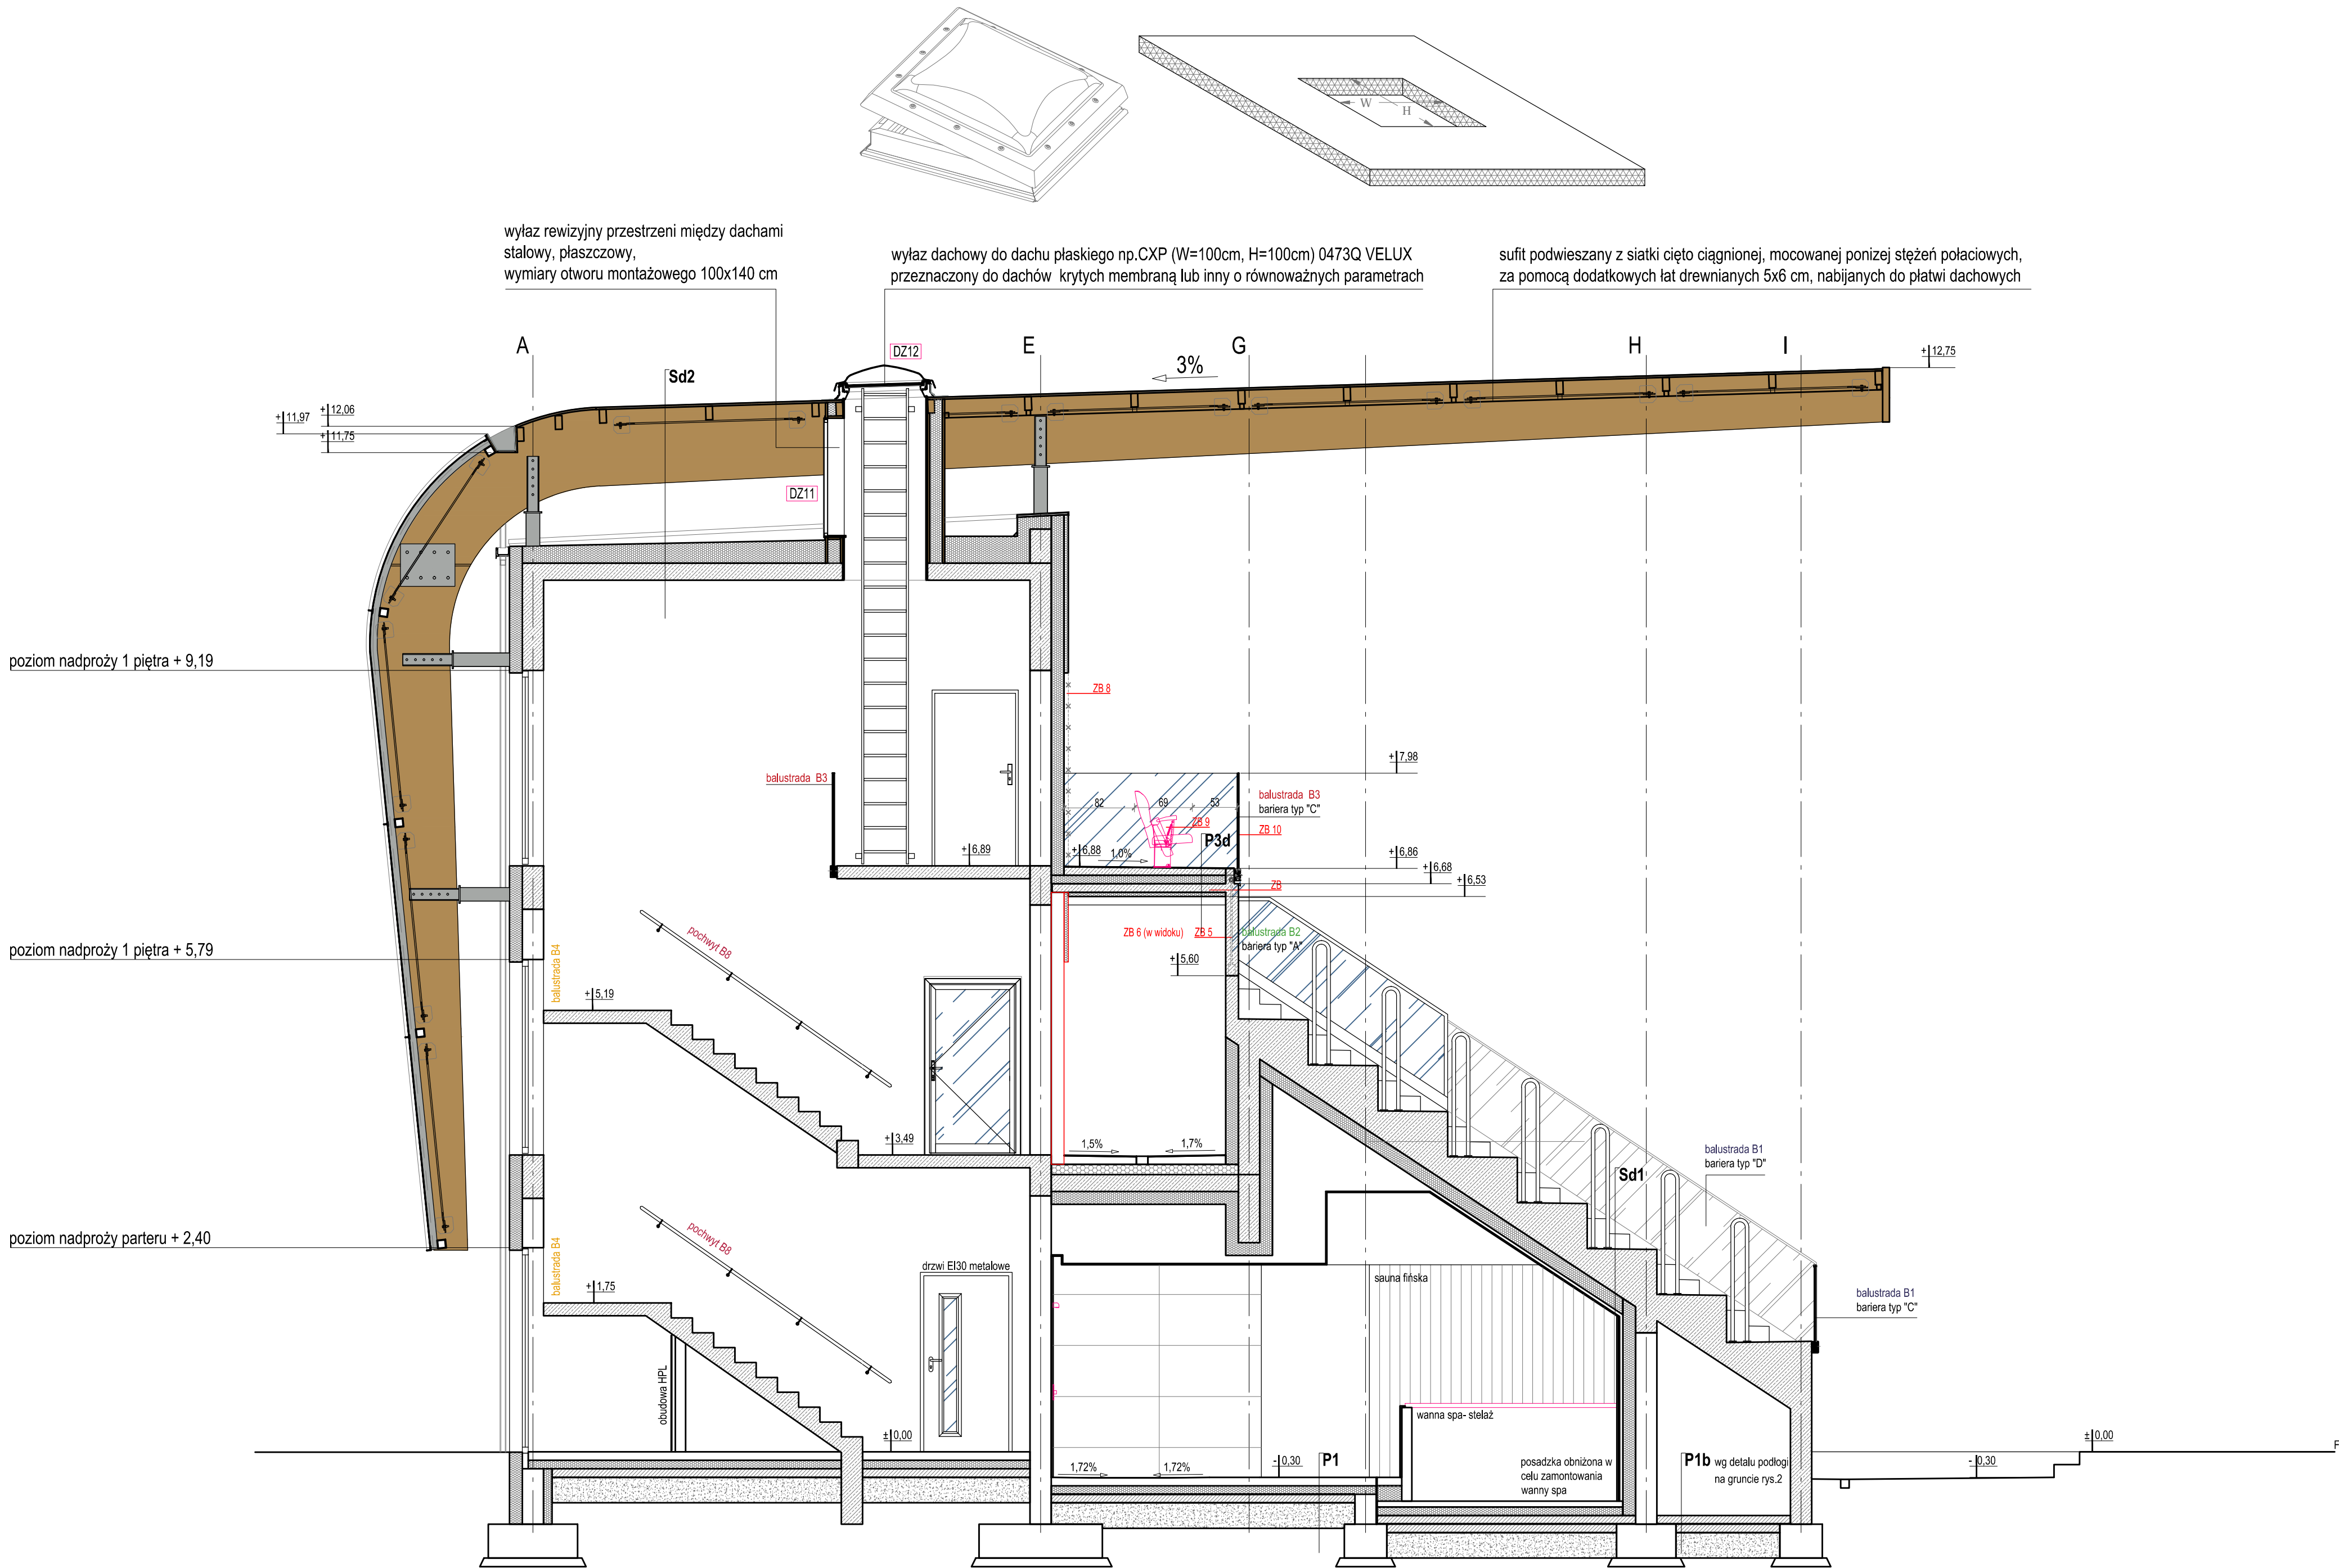 W
H
wyłaz rewizyjny przestrzeni między dachami
stalowy, płaszczowy,
wymiary otworu montażowego 100x140 cm
wyłaz dachowy do dachu płaskiego np.CXP (W=100cm, H=100cm) 0473Q VELUX
przeznaczony do dachów krytych membraną lub inny o równoważnych parametrach
sufit podwieszany z siatki cięto ciągnionej, mocowanej ponizej stężeń połaciowych,
za pomocą dodatkowych łat drewnianych 5x6 cm, nabijanych do płatwi dachowych
A
E
G
H
I
DZ12
3%
+12,75
Sd2
+11,97
+12,06
+11,75
DZ11
poziom nadproży 1 piętra + 9,19
ZB 8
+7,98
balustrada B3
82
69
53
balustrada B3
bariera typ "C"
ZB 9
ZB 10
P3d
+6,89
+6,88
1,0%
+6,86
+6,68
+6,53
ZB
pochwyt B8
ZB 6 (w widoku)
ZB 5
balustrada B2
bariera typ "A"
poziom nadproży 1 piętra + 5,79
balustrada B4
+5,60
+5,19
+3,49
1,5%
1,7%
balustrada B1
bariera typ "D"
Sd1
poziom nadproży parteru + 2,40
pochwyt B8
balustrada B4
drzwi EI30 metalowe
sauna fińska
+1,75
balustrada B1
bariera typ "C"
obudowa HPL
wanna spa- stelaż
±0,00
±0,00
F
1,72%
1,72%
-0,30
P1
posadzka obniżona w
celu zamontowania
wanny spa
P1b wg detalu podłogi
na gruncie rys.2
-0,30